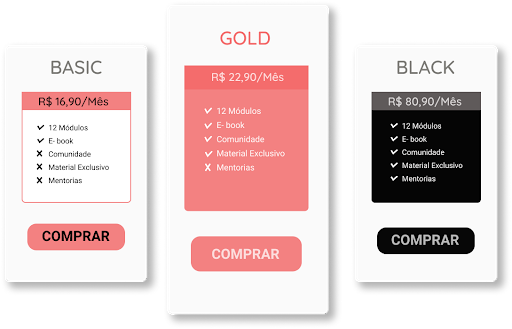 BASIC
R$ 16,90/Mês
12 Módulos
E- book
Comunidade
Material Exclusivo
Mentorias
COMPRAR
GOLD
R$ 22,90/Mês
12 Módulos
E- book
Comunidade
Material Exclusivo
Mentorias
COMPRAR
BLACK
R$ 80,90/Mês
12 Módulos
E- book
Comunidade
Material Exclusivo
Mentorias
COMPRAR